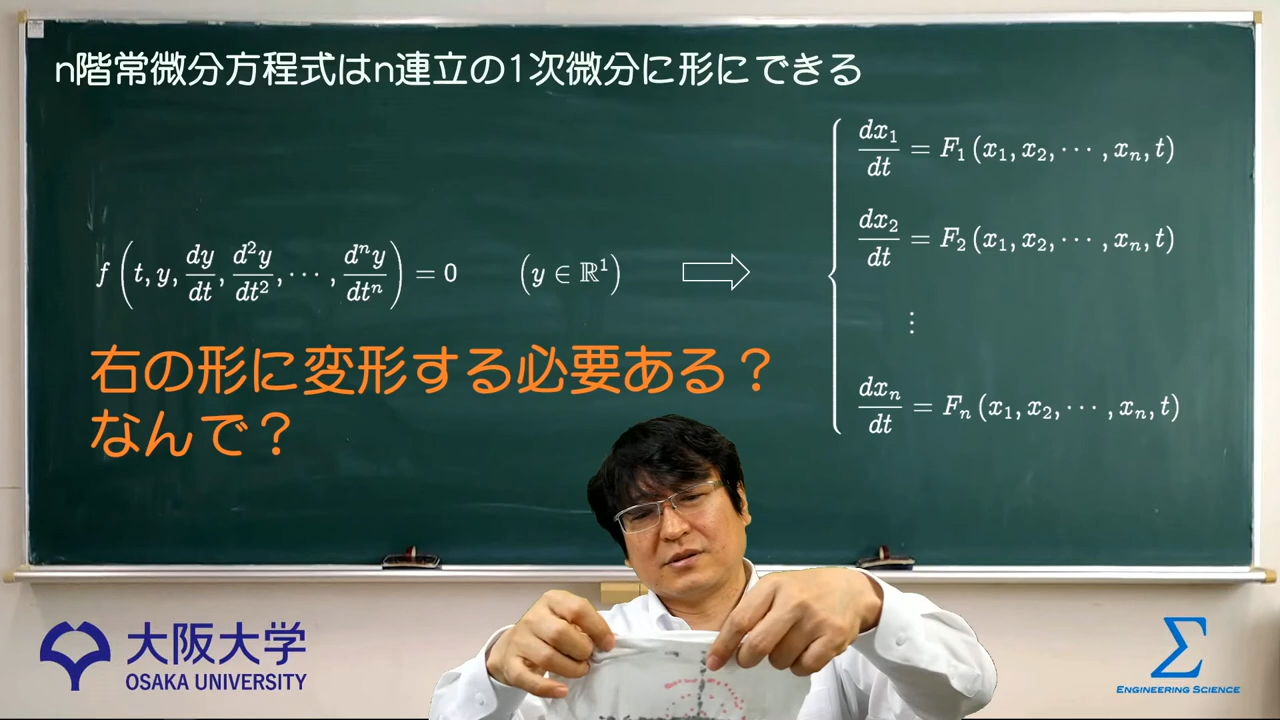 n階常微分方程式はn連立の1次微分に形にできる
f(t, y, dy/dt, d²y/dt², ⋯, dⁿy/dtⁿ) = 0 (y ∈ ℝ¹) ⇨
dx₁/dt = F₁(x₁, x₂, ⋯, xₙ, t)
dx₂/dt = F₂(x₁, x₂, ⋯, xₙ, t)
⋮
dxₙ/dt = Fₙ(x₁, x₂, ⋯, xₙ, t)
右の形に変形する必要ある？
なんで？
大阪大学
OSAKA UNIVERSITY
Σ
ENGINEERING SCIENCE